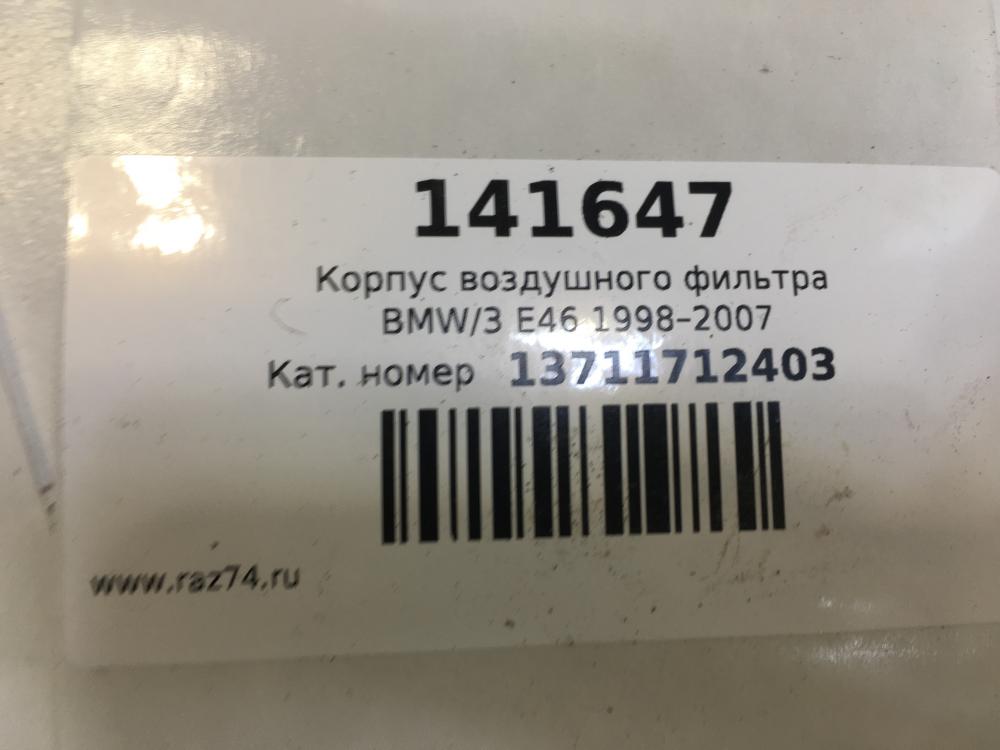 141647
Корпус воздушного фильтра
BMW/3 E46 1998-2007
Кат. номер 13711712403
www.raz74.ru